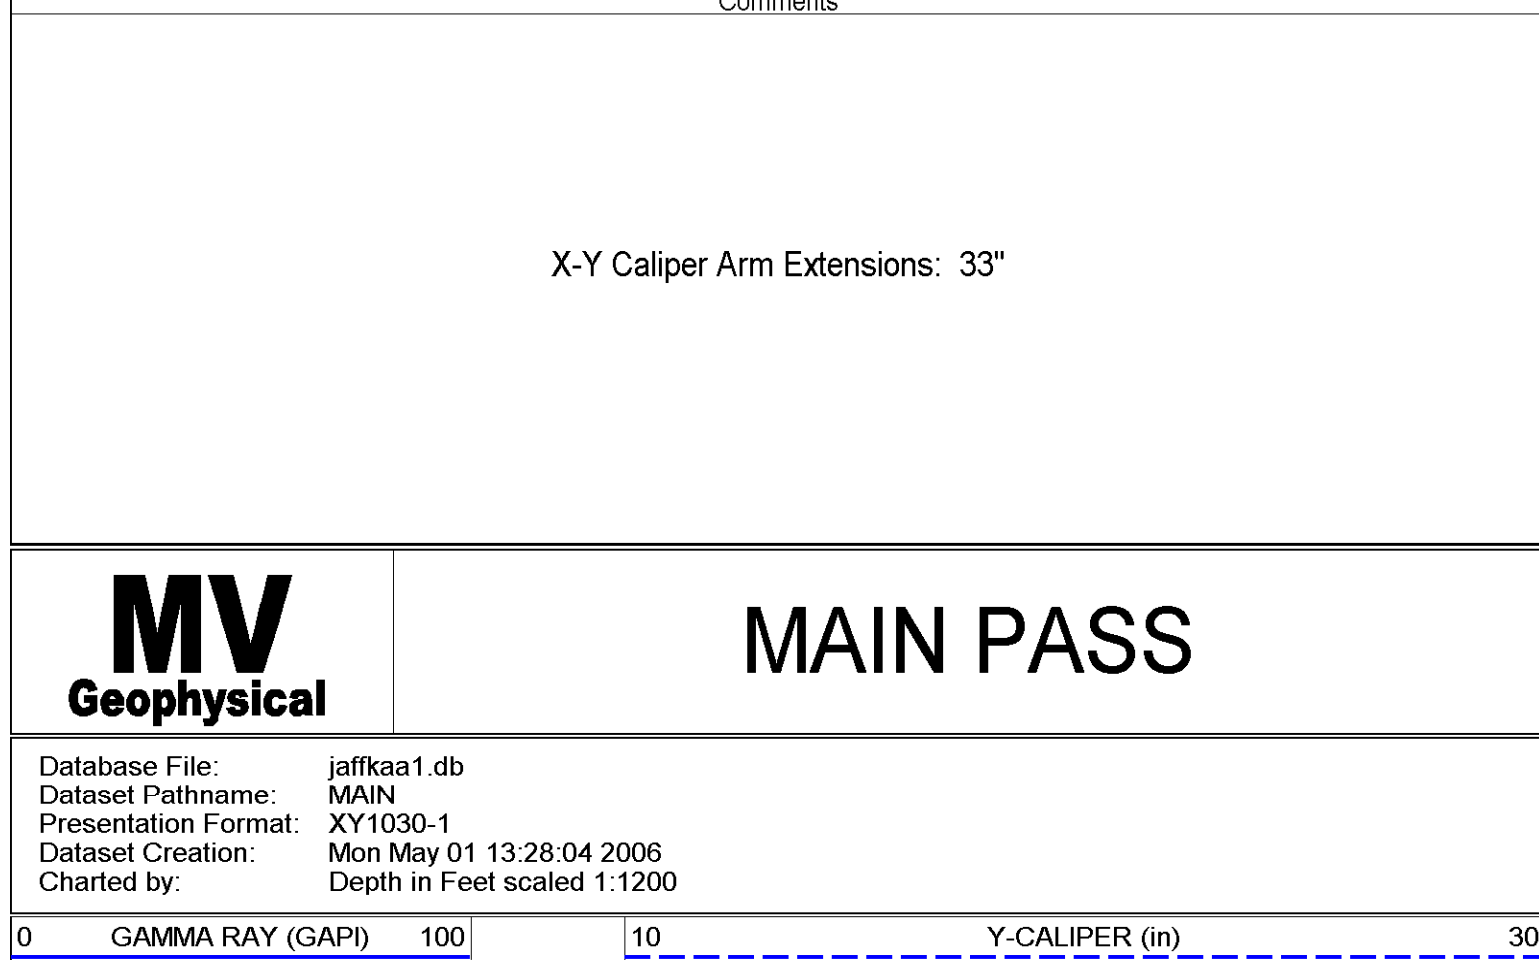 Comments
X-Y Caliper Arm Extensions: 33"
MV
Geophysical
MAIN PASS
Database File: jaffkaa1.db
Dataset Pathname: MAIN
Presentation Format: XY1030-1
Dataset Creation: Mon May 01 13:28:04 2006
Charted by: Depth in Feet scaled 1:1200
0 GAMMA RAY (GAPI) 100 10 Y-CALIPER (in) 30